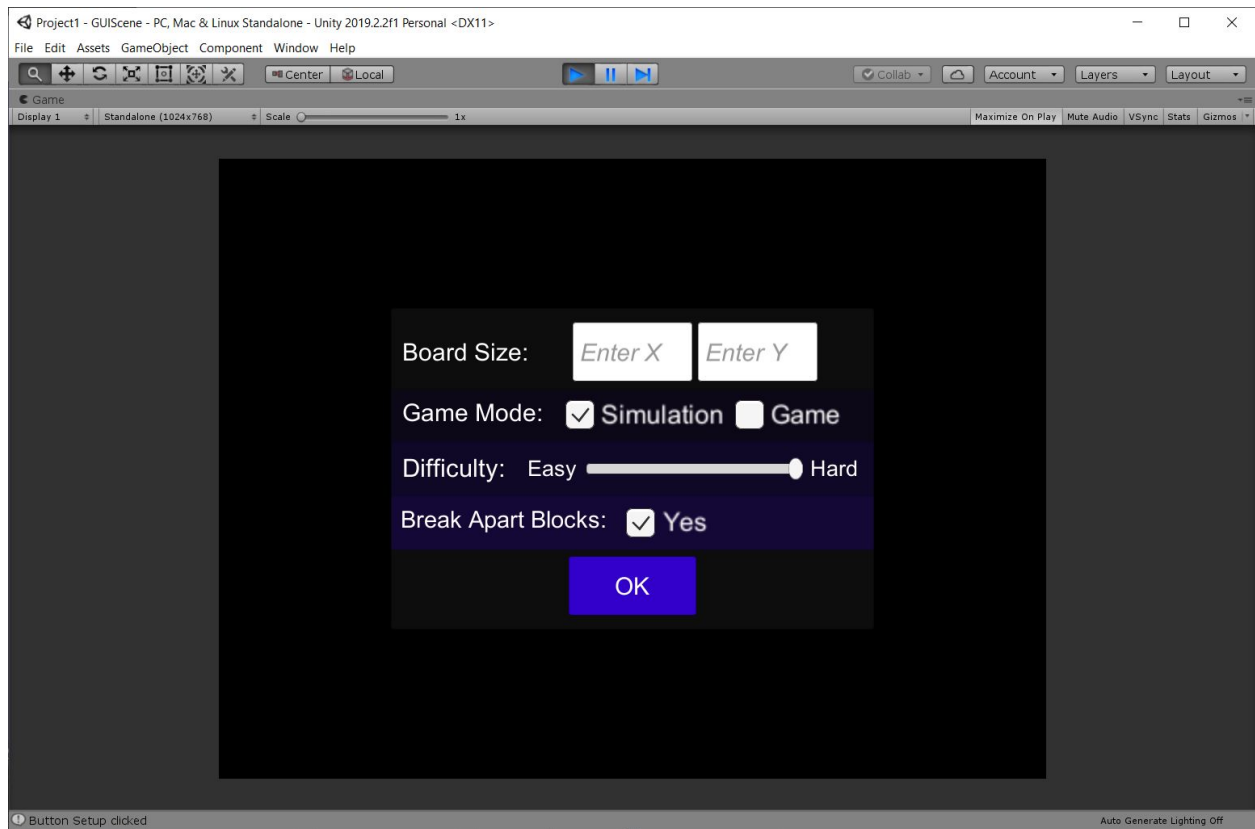 Project1 - GUIScene - PC, Mac & Linux Standalone - Unity 2019.2.2f1 Personal <DX11>
File Edit Assets GameObject Component Window Help
Center Local Collab Account Layers Layout
Game
Display 1 Standalone (1024x768) Scale 1x Maximize On Play Mute Audio VSync Stats Gizmos
Board Size: Enter X Enter Y
Game Mode: Simulation Game
Difficulty: Easy Hard
Break Apart Blocks: Yes
OK
Button Setup clicked Auto Generate Lighting Off